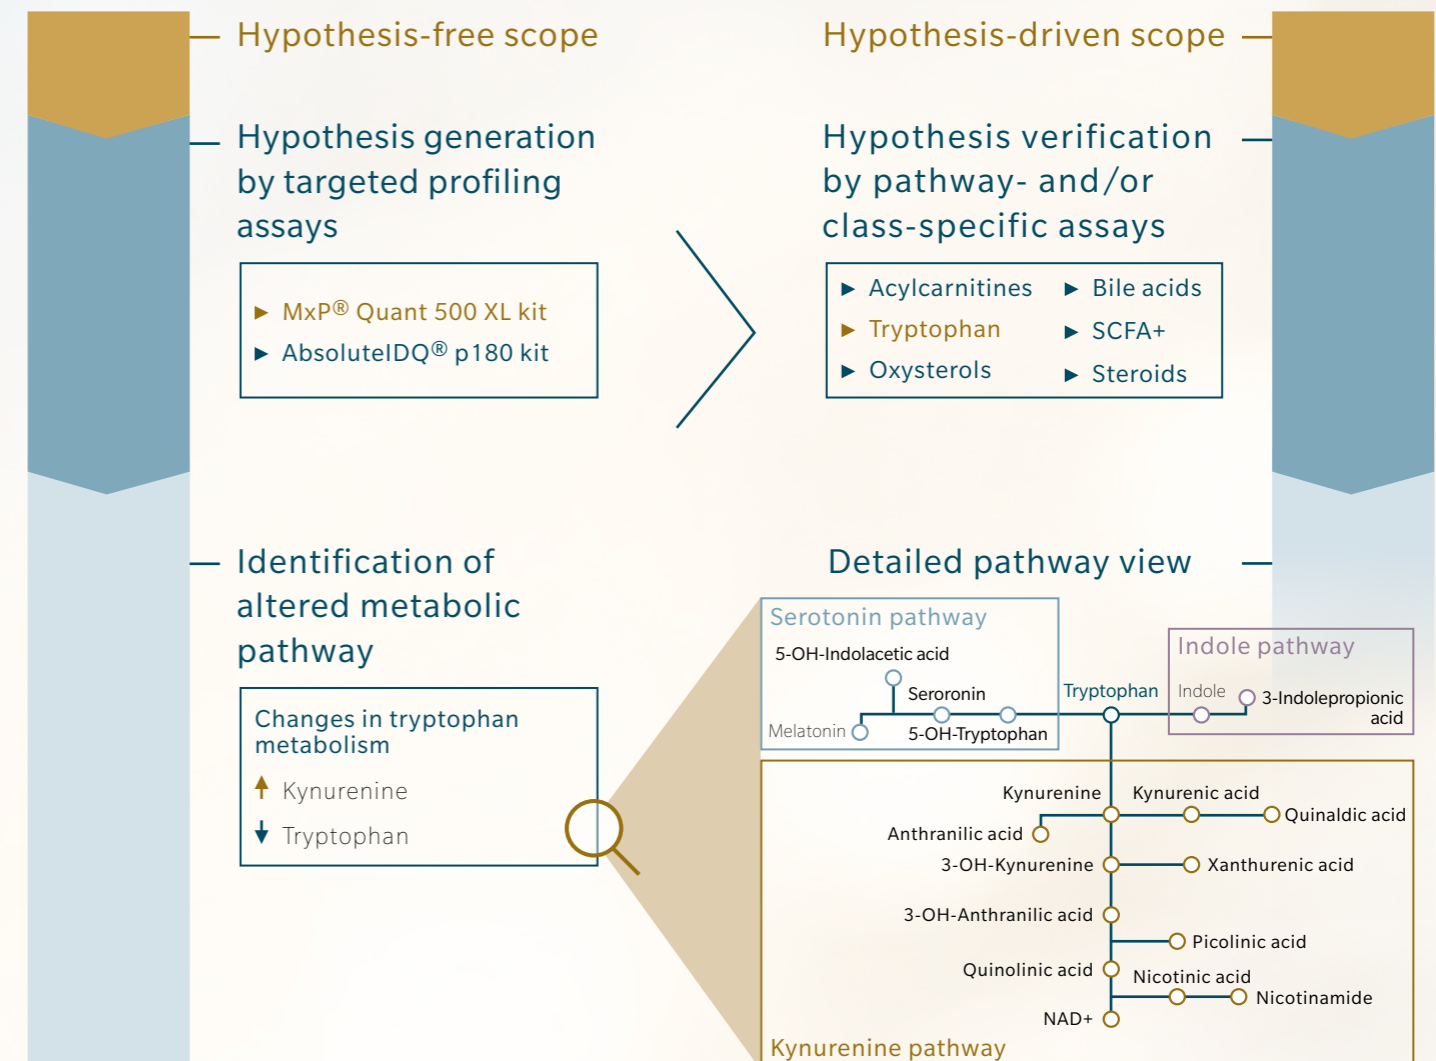 Hypothesis-free scope
Hypothesis generation
by targeted profiling
assays
► MxP® Quant 500 XL kit
► AbsoluteIDQ® p180 kit
Identification of
altered metabolic
pathway
Changes in tryptophan
metabolism
Kynurenine
Tryptophan
Hypothesis-driven scope
Hypothesis verification
by pathway- and/or
class-specific assays
► Acylcarnitines
► Tryptophan
► Oxysterols
► Bile acids
► SCFA+
► Steroids
Detailed pathway view
Serotonin pathway
5-OH-Indolacetic acid
Seroronin
Melatonin
5-OH-Tryptophan
Tryptophan
Indole pathway
Indole
3-Indolepropionic
acid
Kynurenine
Kynurenic acid
Quinaldic acid
Anthranilic acid
3-OH-Kynurenine
Xanthurenic acid
3-OH-Anthranilic acid
Picolinic acid
Quinolinic acid
Nicotinic acid
Nicotinamide
NAD+
Kynurenine pathway